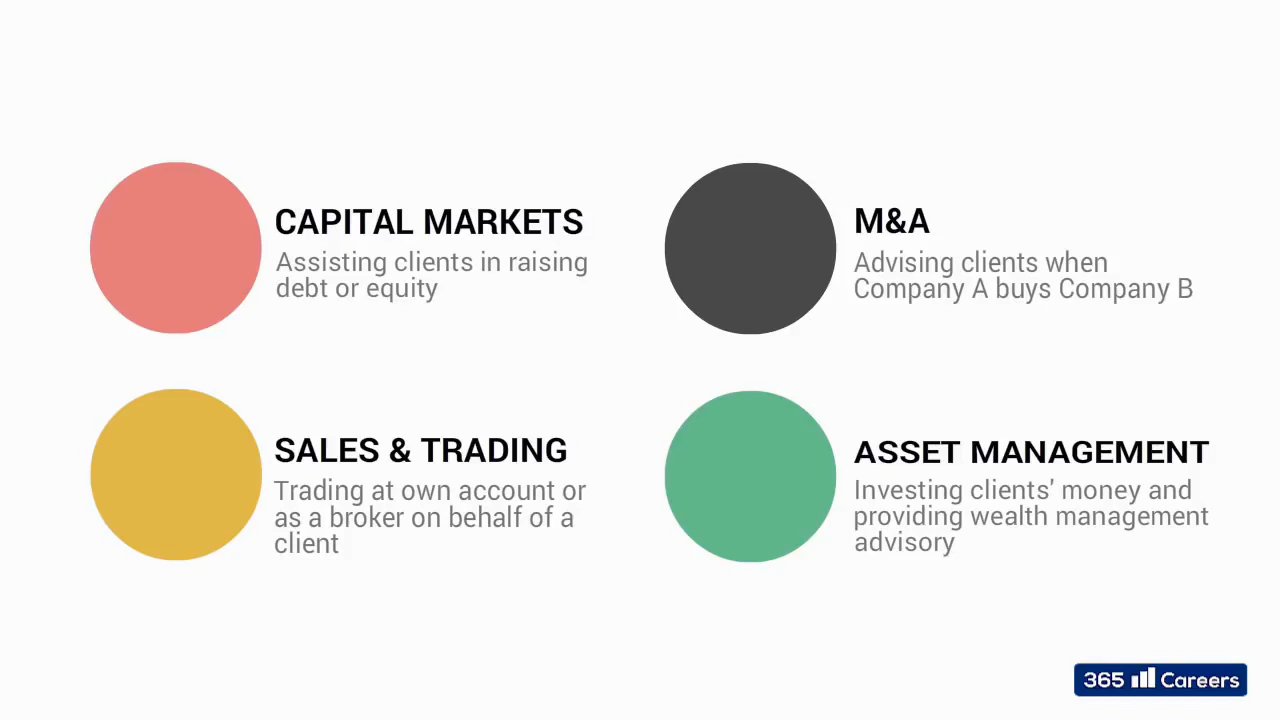 CAPITAL MARKETS
Assisting clients in raising
debt or equity
M&A
Advising clients when
Company A buys Company B
SALES & TRADING
Trading at own account or
as a broker on behalf of a
client
ASSET MANAGEMENT
Investing clients' money and
providing wealth management
advisory
365 Careers